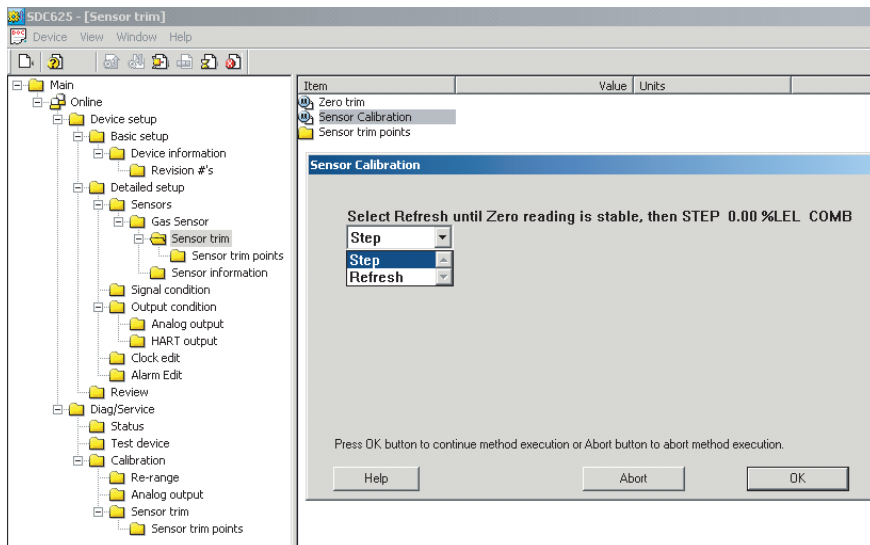 SDC625 - [Sensor trim]
Device View Window Help
Main
Online
Device setup
Basic setup
Device information
Revision #'s
Detailed setup
Sensors
Gas Sensor
Sensor trim
Sensor trim points
Sensor information
Signal condition
Output condition
Analog output
HART output
Clock edit
Alarm Edit
Review
Diag/Service
Status
Test device
Calibration
Re-range
Analog output
Sensor trim
Sensor trim points
Item Value Units
Zero trim
Sensor Calibration
Sensor trim points
Sensor Calibration
Select Refresh until Zero reading is stable, then STEP 0.00 %LEL COMB
Step
Step
Refresh
Press OK button to continue method execution or Abort button to abort method execution.
Help Abort OK